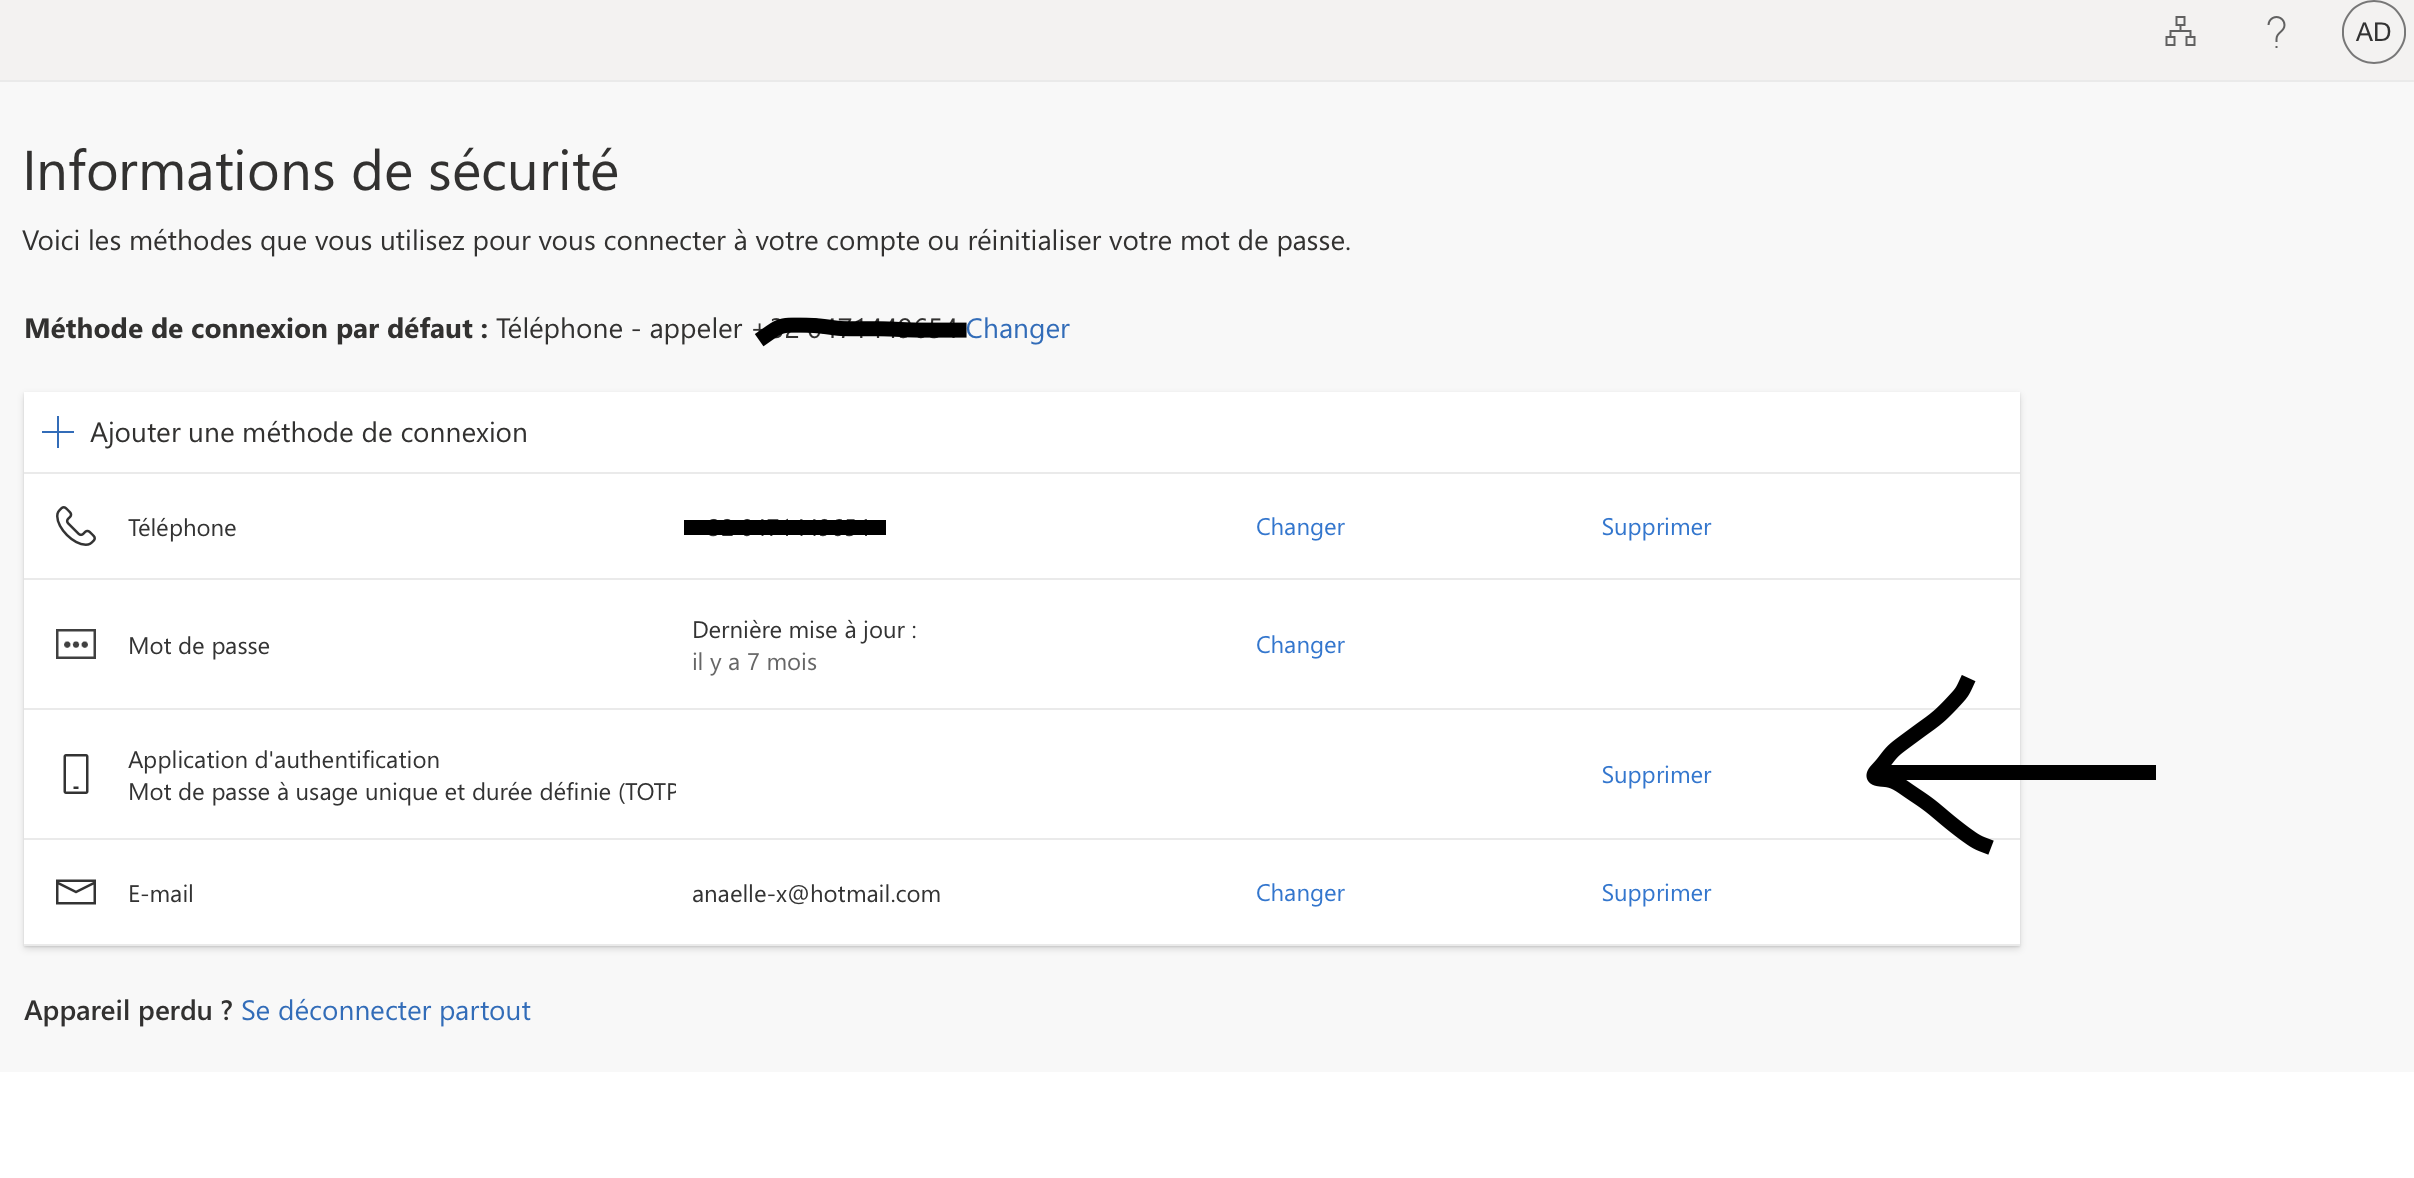 AD
Informations de sécurité
Voici les méthodes que vous utilisez pour vous connecter à votre compte ou réinitialiser votre mot de passe.
Méthode de connexion par défaut : Téléphone - appeler Changer
Ajouter une méthode de connexion
Téléphone Changer Supprimer
Mot de passe Dernière mise à jour : Changer
il y a 7 mois
Application d'authentification Supprimer
Mot de passe à usage unique et durée définie (TOTP
E-mail anaelle-x@hotmail.com Changer Supprimer
Appareil perdu ? Se déconnecter partout